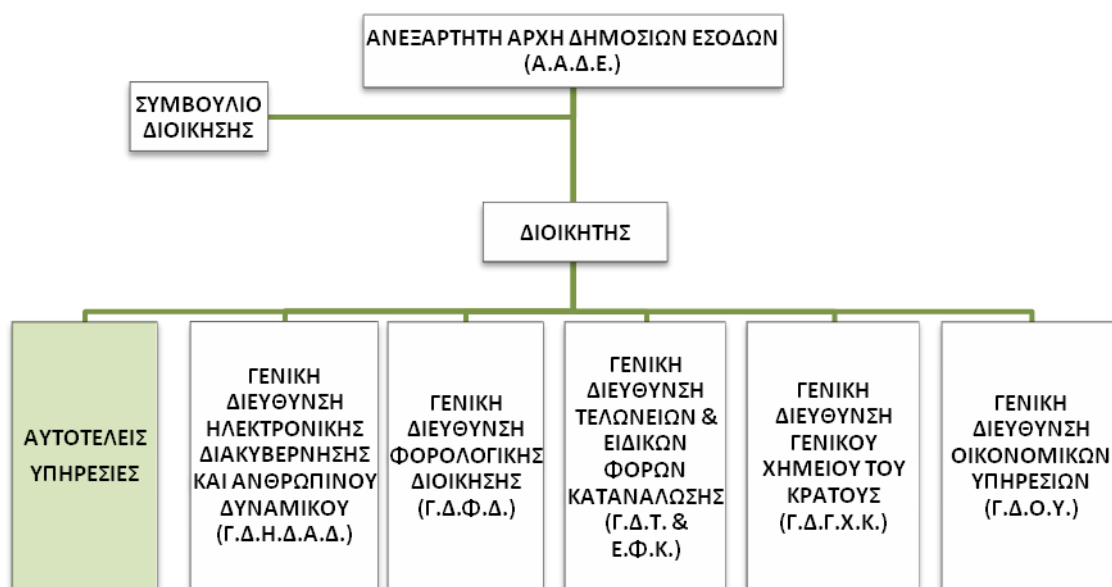 ΑΝΕΞΑΡΤΗΤΗ ΑΡΧΗ ΔΗΜΟΣΙΩΝ ΕΣΟΔΩΝ
(Α.Α.Δ.Ε.)
ΣΥΜΒΟΥΛΙΟ
ΔΙΟΙΚΗΣΗΣ
ΔΙΟΙΚΗΤΗΣ
ΑΥΤΟΤΕΛΕΙΣ
ΥΠΗΡΕΣΙΕΣ
ΓΕΝΙΚΗ
ΔΙΕΥΘΥΝΣΗ
ΗΛΕΚΤΡΟΝΙΚΗΣ
ΔΙΑΚΥΒΕΡΝΗΣΗΣ
ΚΑΙ ΑΝΘΡΩΠΙΝΟΥ
ΔΥΝΑΜΙΚΟΥ
(Γ.Δ.Η.Δ.Α.Δ.)
ΓΕΝΙΚΗ
ΔΙΕΥΘΥΝΣΗ
ΦΟΡΟΛΟΓΙΚΗΣ
ΔΙΟΙΚΗΣΗΣ
(Γ.Δ.Φ.Δ.)
ΓΕΝΙΚΗ
ΔΙΕΥΘΥΝΣΗ
ΤΕΛΩΝΕΙΩΝ &
ΕΙΔΙΚΩΝ
ΦΟΡΩΝ
ΚΑΤΑΝΑΛΩΣΗΣ
(Γ.Δ.Τ. &
Ε.Φ.Κ.)
ΓΕΝΙΚΗ
ΔΙΕΥΘΥΝΣΗ
ΓΕΝΙΚΟΥ
ΧΗΜΕΙΟΥ ΤΟΥ
ΚΡΑΤΟΥΣ
(Γ.Δ.Γ.Χ.Κ.)
ΓΕΝΙΚΗ
ΔΙΕΥΘΥΝΣΗ
ΟΙΚΟΝΟΜΙΚΩΝ
ΥΠΗΡΕΣΙΩΝ
(Γ.Δ.Ο.Υ.)